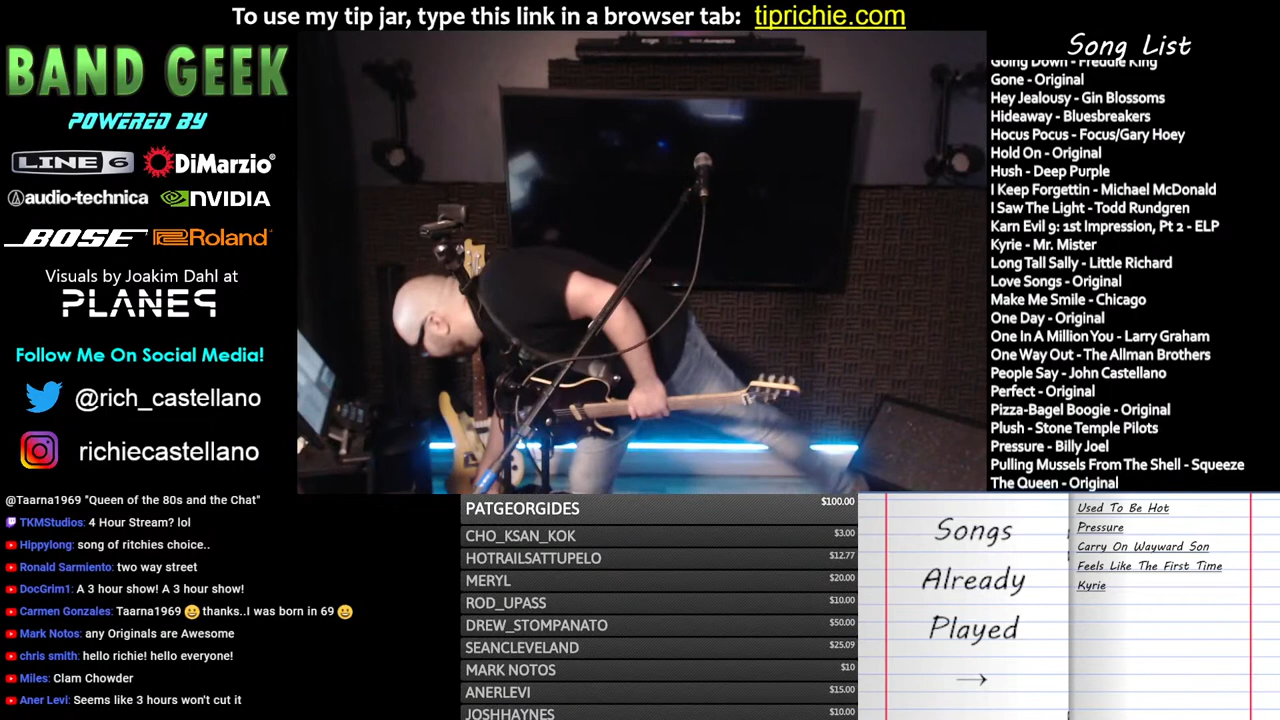 To use my tip jar, type this link in a browser tab: tiprichie.com
BAND GEEK
POWERED BY
LINE 6 DiMarzio®
audio-technica NVIDIA
BOSE Roland
Visuals by Joakim Dahl at
PLANE9
Follow Me On Social Media!
@rich_castellano
richiecastellano
Song List
Going Down - Freddie King
Gone - Original
Hey Jealousy - Gin Blossoms
Hideaway - Bluesbreakers
Hocus Pocus - Focus/Gary Hoey
Hold On - Original
Hush - Deep Purple
I Keep Forgettin - Michael McDonald
I Saw The Light - Todd Rundgren
Karn Evil 9: 1st Impression, Pt 2 - ELP
Kyrie - Mr. Mister
Long Tall Sally - Little Richard
Love Songs - Original
Make Me Smile - Chicago
One Day - Original
One In A Million You - Larry Graham
One Way Out - The Allman Brothers
People Say - John Castellano
Perfect - Original
Pizza-Bagel Boogie - Original
Plush - Stone Temple Pilots
Pressure - Billy Joel
Pulling Mussels From The Shell - Squeeze
The Queen - Original
@Taarna1969 "Queen of the 80s and the Chat"
TKMStudios: 4 Hour Stream? lol
Hippylong: song of ritchies choice..
Ronald Sarmiento: two way street
DocGrim1: A 3 hour show! A 3 hour show!
Carmen Gonzales: Taarna1969 😀 thanks..I was born in 69 😀
Mark Notos: any Originals are Awesome
chris smith: hello richie! hello everyone!
Miles: Clam Chowder
Aner Levi: Seems like 3 hours won't cut it
PATGEORGIDES $100.00
CHO_KSAN_KOK $3.00
HOTRAILSATTUPELO $12.77
MERYL $20.00
ROD_UPASS $10.00
DREW_STOMPANATO $50.00
SEANCLEVELAND $25.09
MARK NOTOS $10
ANERLEVI $15.00
JOSHHAYNES $10.00
Songs
Already
Played
→
Used To Be Hot
Pressure
Carry On Wayward Son
Feels Like The First Time
Kyrie